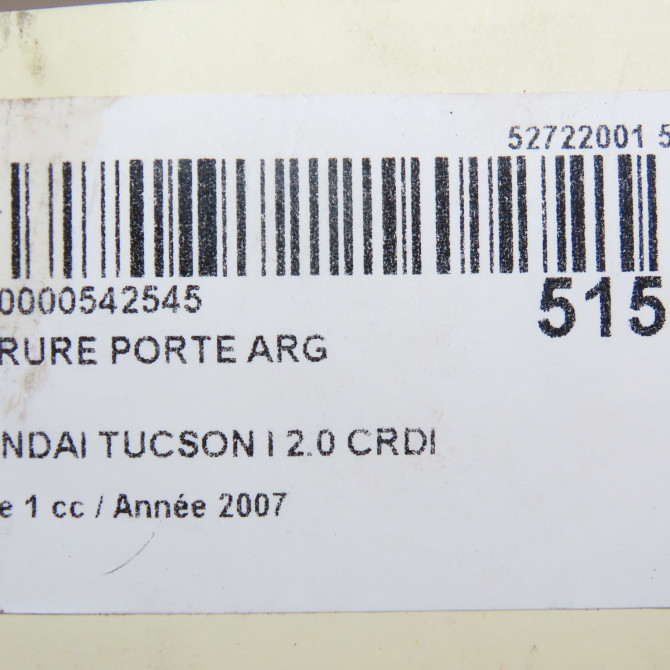 52722001 5
0000542545
515
RURE PORTE ARG
NDAI TUCSON I 2.0 CRDI
e 1 cc / Année 2007